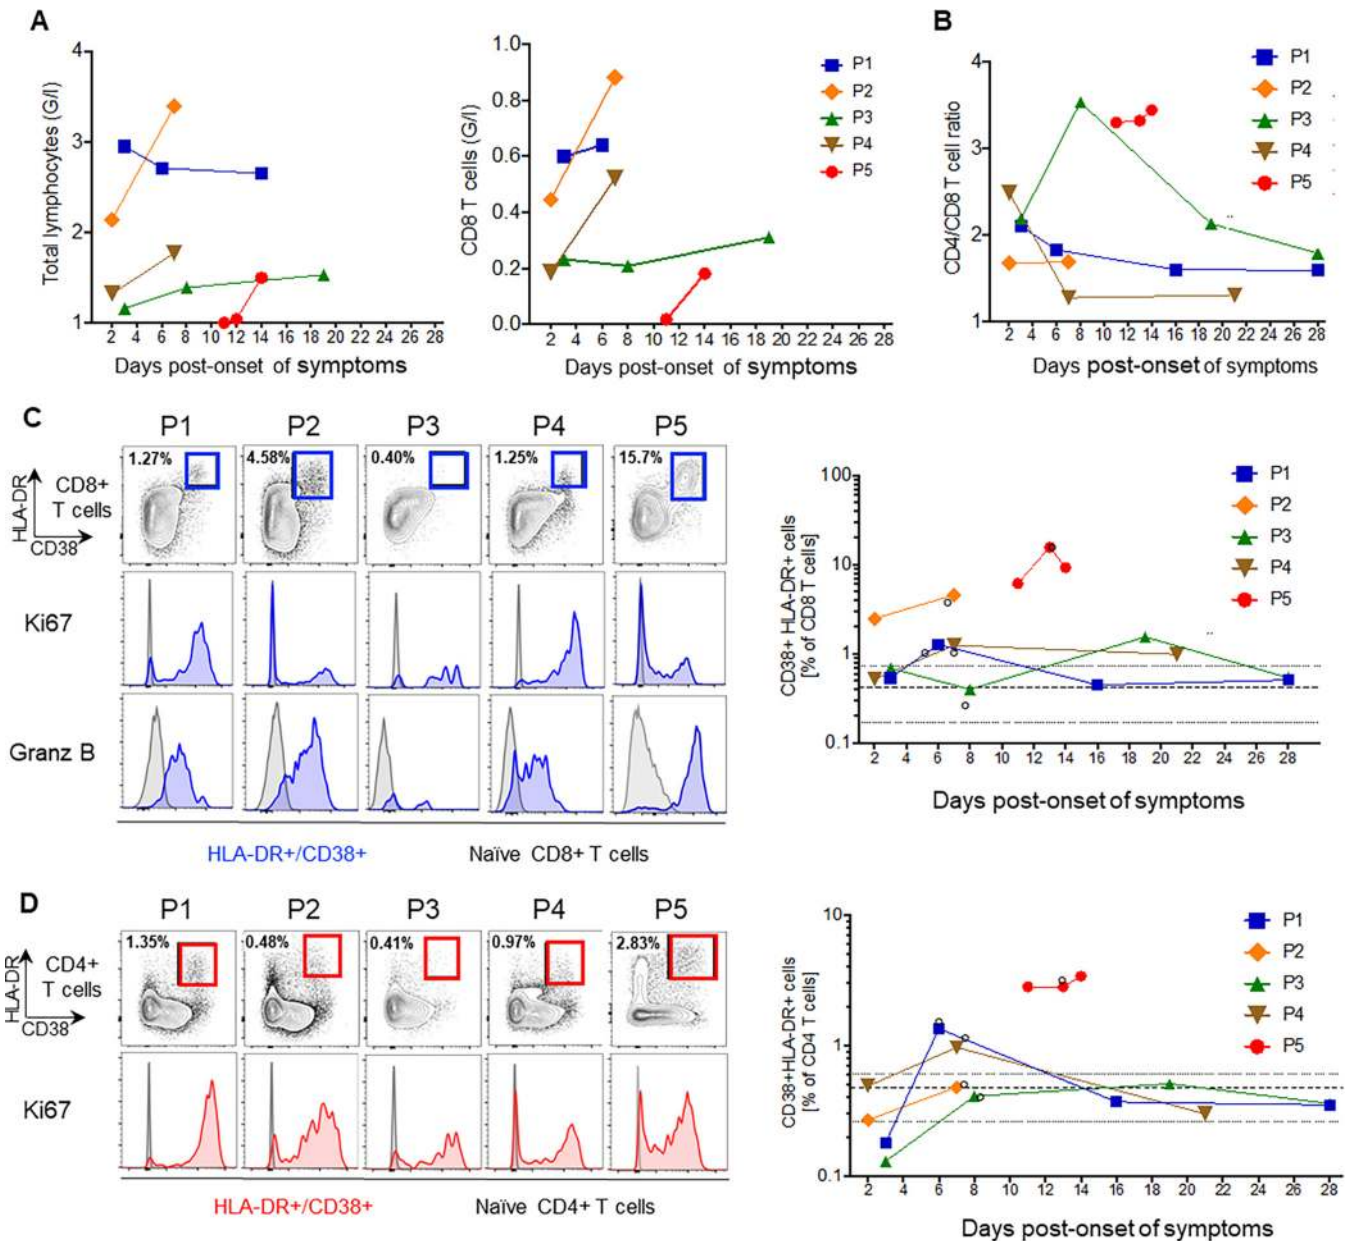 A
B
4
3
2
1
Total lymphocytes (G/l)
2 4 6 8 10 12 14 16 18 20 22 24 26 28
Days post-onset of symptoms
1.0
0.8
0.6
0.4
0.2
0.0
CD8 T cells (G/l)
2 4 6 8 10 12 14 16 18 20 22 24 26 28
Days post-onset of symptoms
P1
P2
P3
P4
P5
4
3
2
1
CD4/CD8 T cell ratio
2 4 6 8 10 12 14 16 18 20 22 24 26 28
Days post-onset of symptoms
P1
P2
P3
P4
P5
C
P1 P2 P3 P4 P5
1.27% 4.58% 0.40% 1.25% 15.7%
HLA-DR
CD8+
T cells
CD38
Ki67
Granz B
HLA-DR+/CD38+ Naïve CD8+ T cells
100
10
1
0.1
CD38+ HLA-DR+ cells
[% of CD8 T cells]
2 4 6 8 10 12 14 16 18 20 22 24 26 28
Days post-onset of symptoms
P1
P2
P3
P4
P5
D
P1 P2 P3 P4 P5
1.35% 0.48% 0.41% 0.97% 2.83%
HLA-DR
CD4+
T cells
CD38
Ki67
HLA-DR+/CD38+ Naïve CD4+ T cells
10
1
0.1
CD38+HLA-DR+ cells
[% of CD4 T cells]
2 4 6 8 10 12 14 16 18 20 22 24 26 28
Days post-onset of symptoms
P1
P2
P3
P4
P5